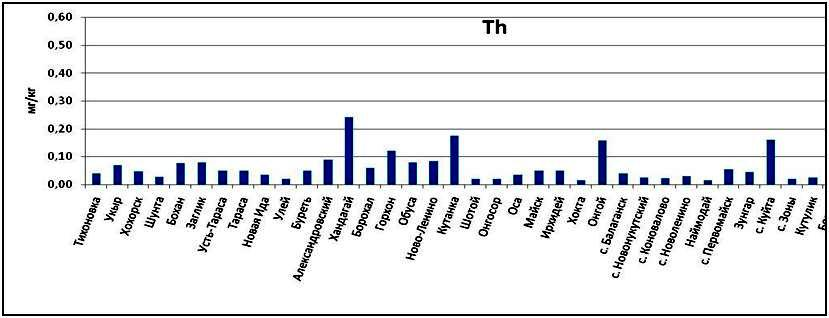 Th
мг/кг
0,60
0,50
0,40
0,30
0,20
0,10
0,00
Тихоновка
Укыр
Хохорск
Шунта
Бохан
Заглик
Усть-Тараса
Тараса
Новая Ида
Улей
Буреть
Александровский
Хандагай
Борохал
Горхон
Обуса
Ново-Ленино
Кутанка
Шотой
Онгосор
Оса
Майск
Ирхидей
Хокта
Онгой
с. Балаганск
с. Новонукутский
с. Коновалово
с. Новоленино
Наймодай
с. Первомайск
Зунгар
с. Куйта
с. Зоны
Кутулик